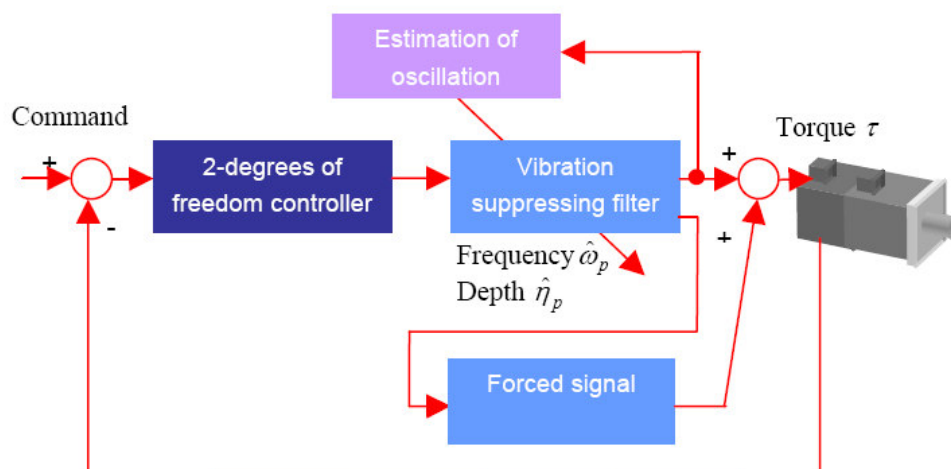 Estimation of
oscillation
Command
Torque τ
+
2-degrees of
freedom controller
Vibration
suppressing filter
+
-
+
Frequency ω̂ₚ
Depth η̂ₚ
Forced signal